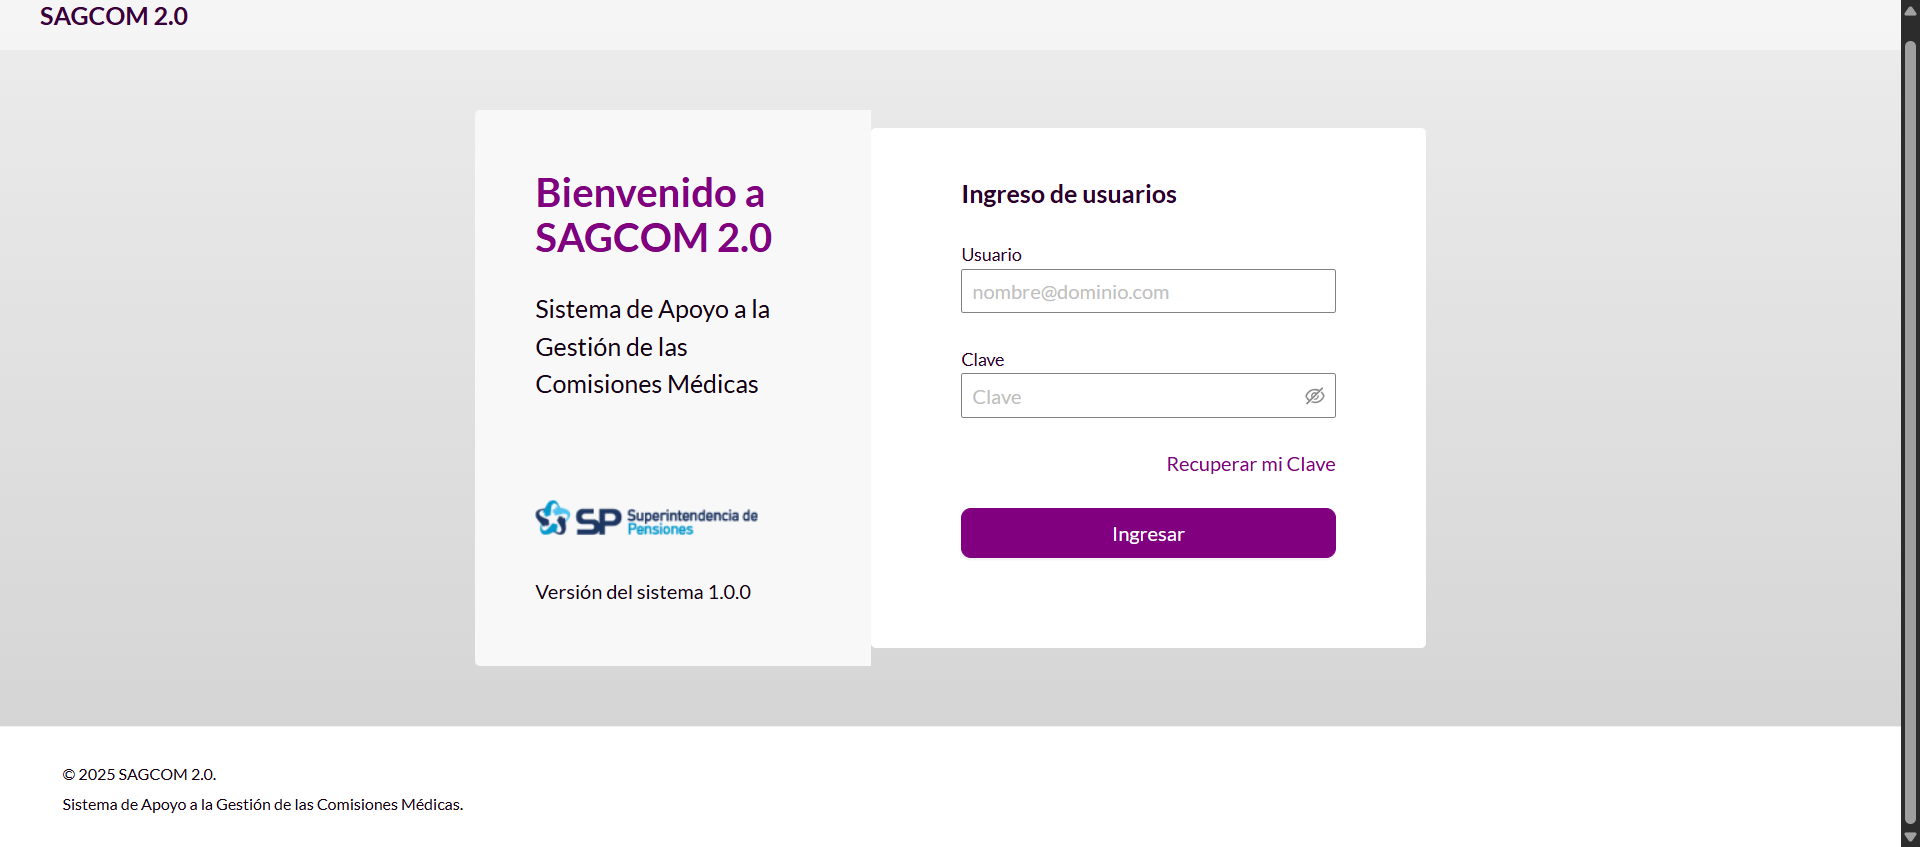 SAGCOM 2.0
Bienvenido a
SAGCOM 2.0
Sistema de Apoyo a la
Gestión de las
Comisiones Médicas
SP Superintendencia de
Pensiones
Versión del sistema 1.0.0
Ingreso de usuarios
Usuario
nombre@dominio.com
Clave
Clave
Recuperar mi Clave
Ingresar
© 2025 SAGCOM 2.0.
Sistema de Apoyo a la Gestión de las Comisiones Médicas.